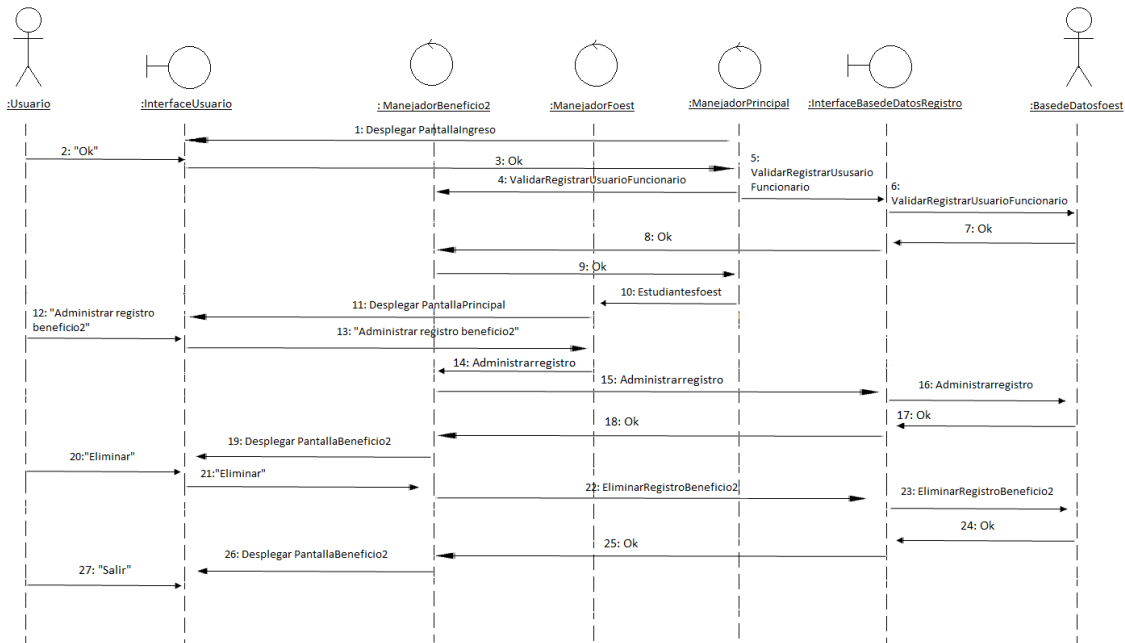 :Usuario
:InterfaceUsuario
: ManejadorBeneficio2
:ManejadorFoest
:ManejadorPrincipal
:InterfaceBasedeDatosRegistro
:BasedeDatosfoest
1: Desplegar PantallaIngreso
2: "Ok"
3: Ok
4: ValidarRegistrarUsuarioFuncionario
5:
ValidarRegistrarUsusario
Funcionario
6:
ValidarRegistrarUsuarioFuncionario
7: Ok
8: Ok
9: Ok
10: Estudiantesfoest
11: Desplegar PantallaPrincipal
12: "Administrar registro
beneficio2"
13: "Administrar registro beneficio2"
14: Administrarregistro
15: Administrarregistro
16: Administrarregistro
17: Ok
18: Ok
19: Desplegar PantallaBeneficio2
20:"Eliminar"
21:"Eliminar"
22: EliminarRegistroBeneficio2
23: EliminarRegistroBeneficio2
24: Ok
25: Ok
26: Desplegar PantallaBeneficio2
27: "Salir"